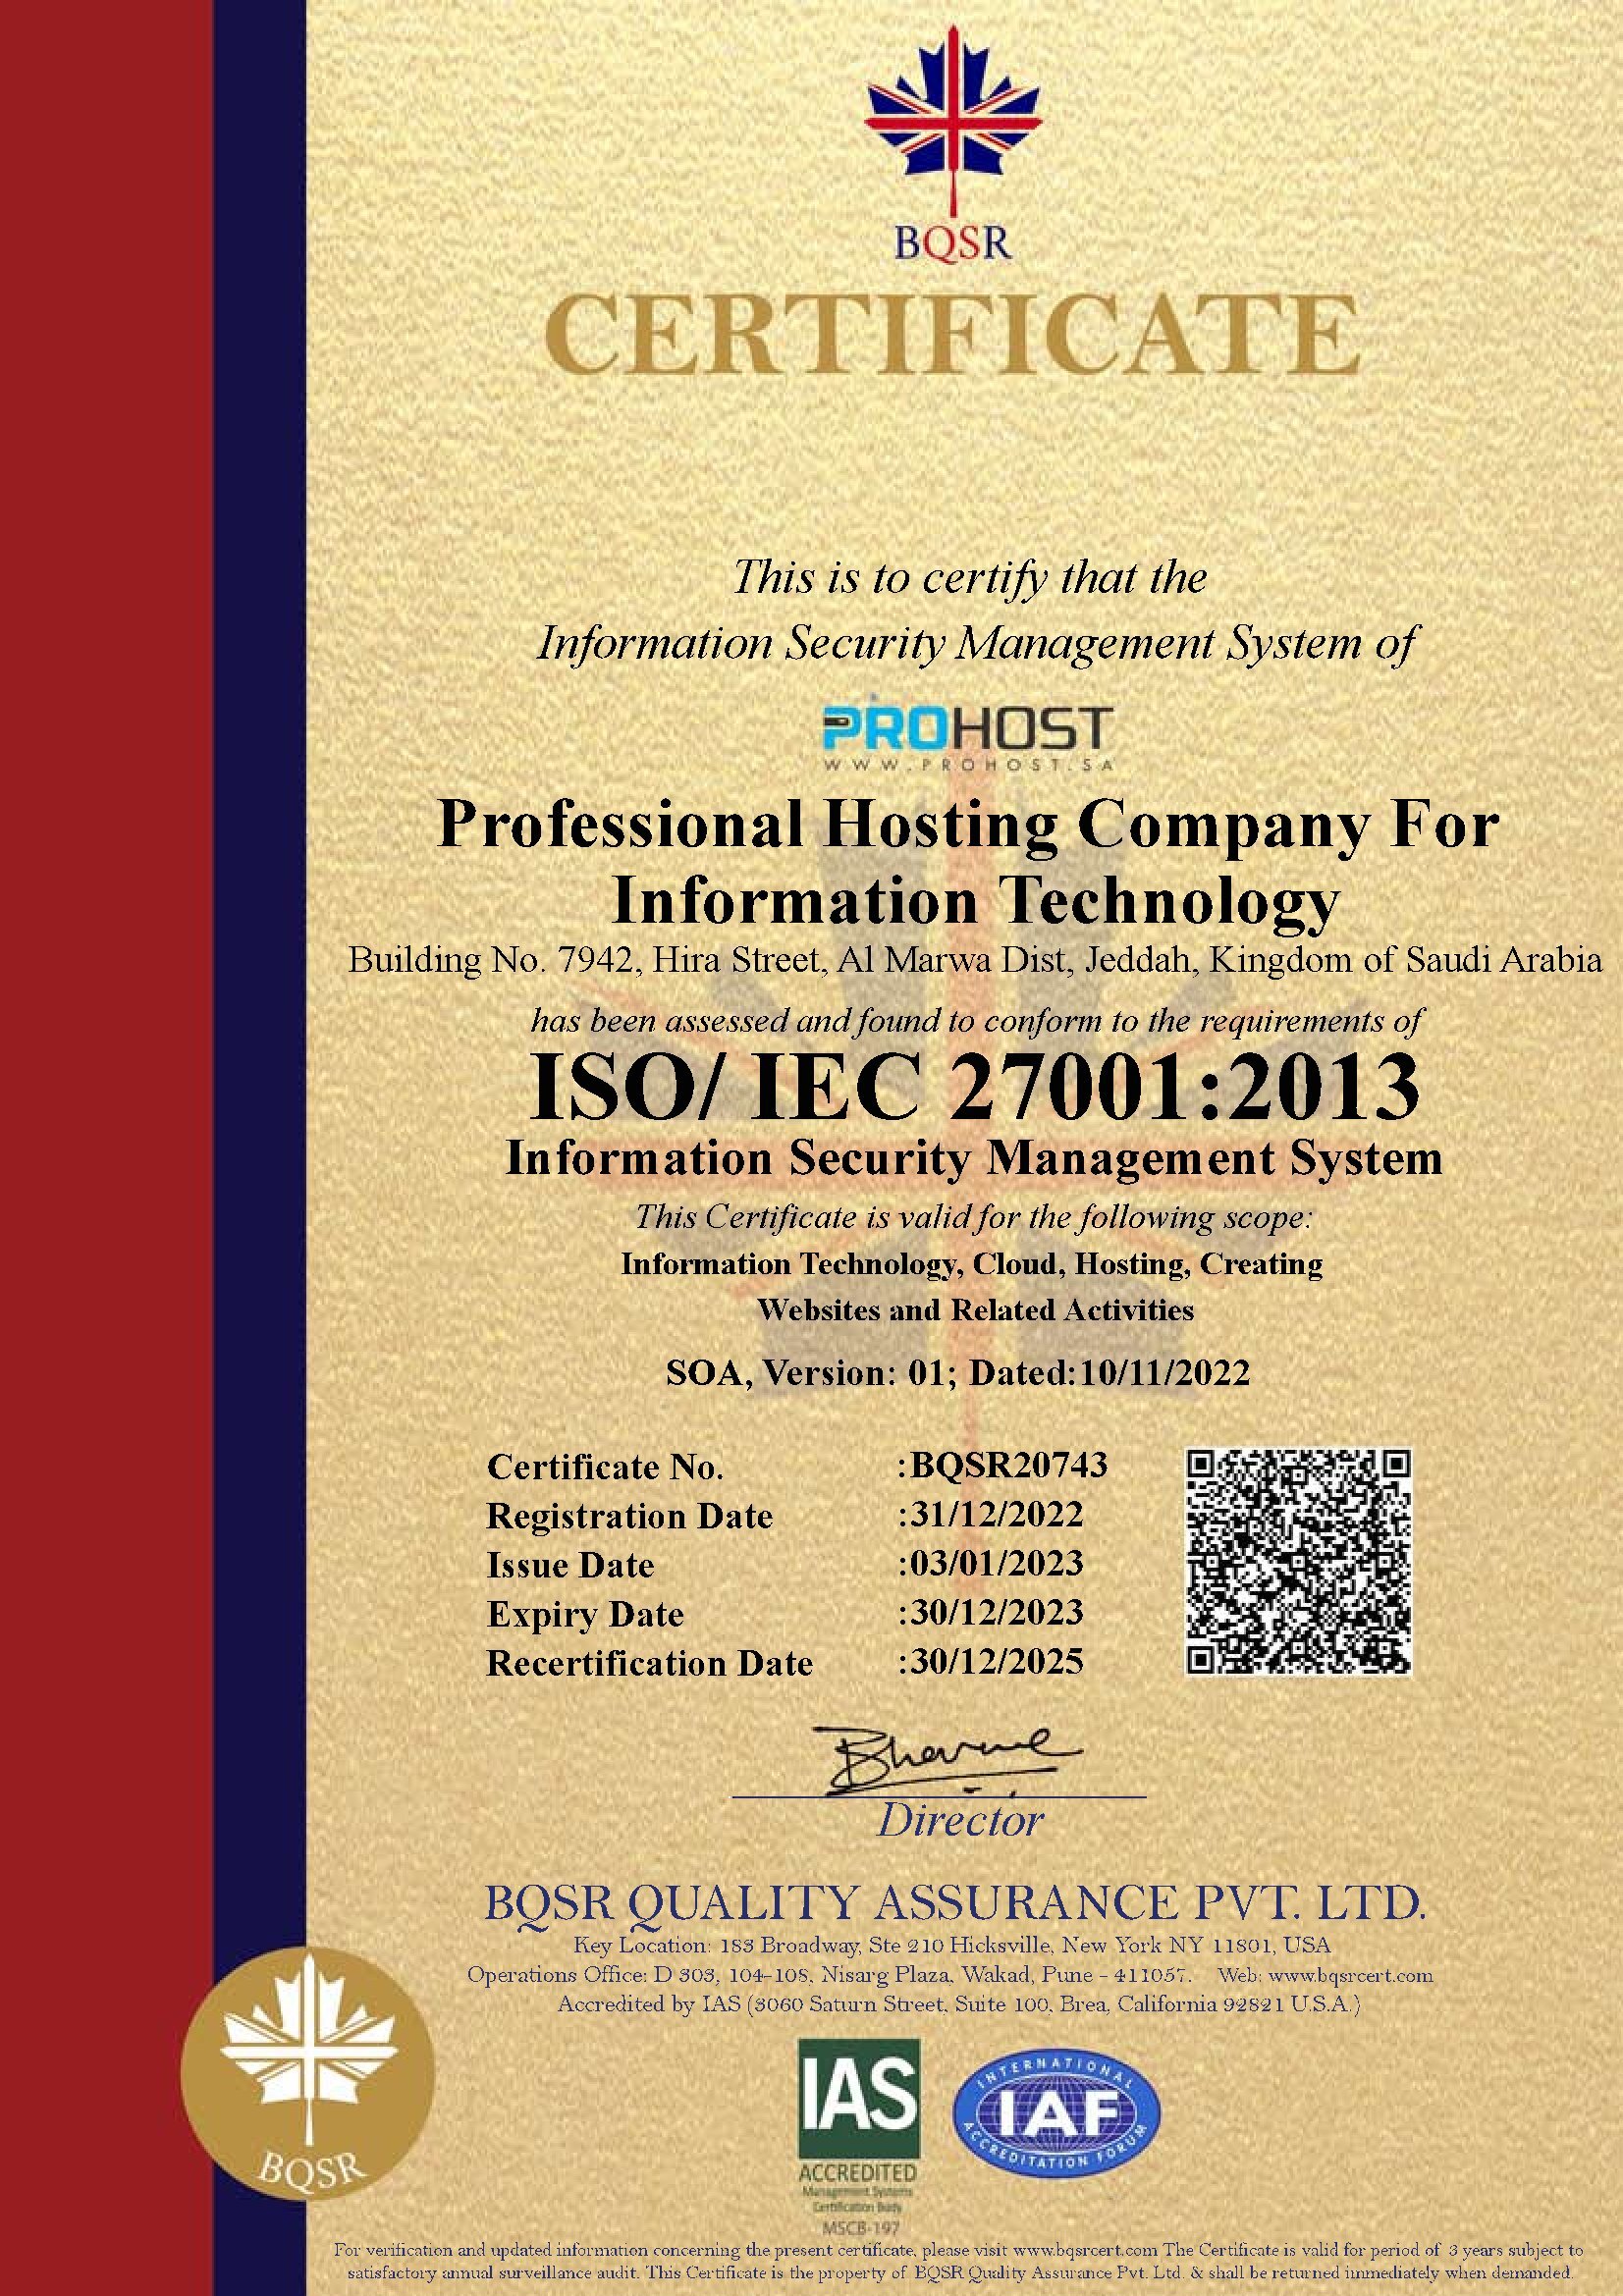 BQSR
CERTIFICATE
This is to certify that the
Information Security Management System of
PROHOST
WWW.PROHOST.SA
Professional Hosting Company For
Information Technology
Building No. 7942, Hira Street, Al Marwa Dist, Jeddah, Kingdom of Saudi Arabia
has been assessed and found to conform to the requirements of
ISO/ IEC 27001:2013
Information Security Management System
This Certificate is valid for the following scope:
Information Technology, Cloud, Hosting, Creating
Websites and Related Activities
SOA, Version: 01; Dated:10/11/2022
Certificate No. :BQSR20743
Registration Date :31/12/2022
Issue Date :03/01/2023
Expiry Date :30/12/2023
Recertification Date :30/12/2025
Director
BQSR QUALITY ASSURANCE PVT. LTD.
Key Location: 183 Broadway, Ste 210 Hicksville, New York NY 11801, USA
Operations Office: D 303, 104-108, Nisarg Plaza, Wakad, Pune - 411057. Web: www.bqsrcert.com
Accredited by IAS (3060 Saturn Street, Suite 100, Brea, California 92821 U.S.A.)
BQSR
IAS
ACCREDITED
Management Systems
Certification Body
MSCB-197
INTERNATIONAL
IAF
ACCREDITATION FORUM
For verification and updated information concerning the present certificate, please visit www.bqsrcert.com The Certificate is valid for period of 3 years subject to
satisfactory annual surveillance audit. This Certificate is the property of BQSR Quality Assurance Pvt. Ltd. & shall be returned immediately when demanded.